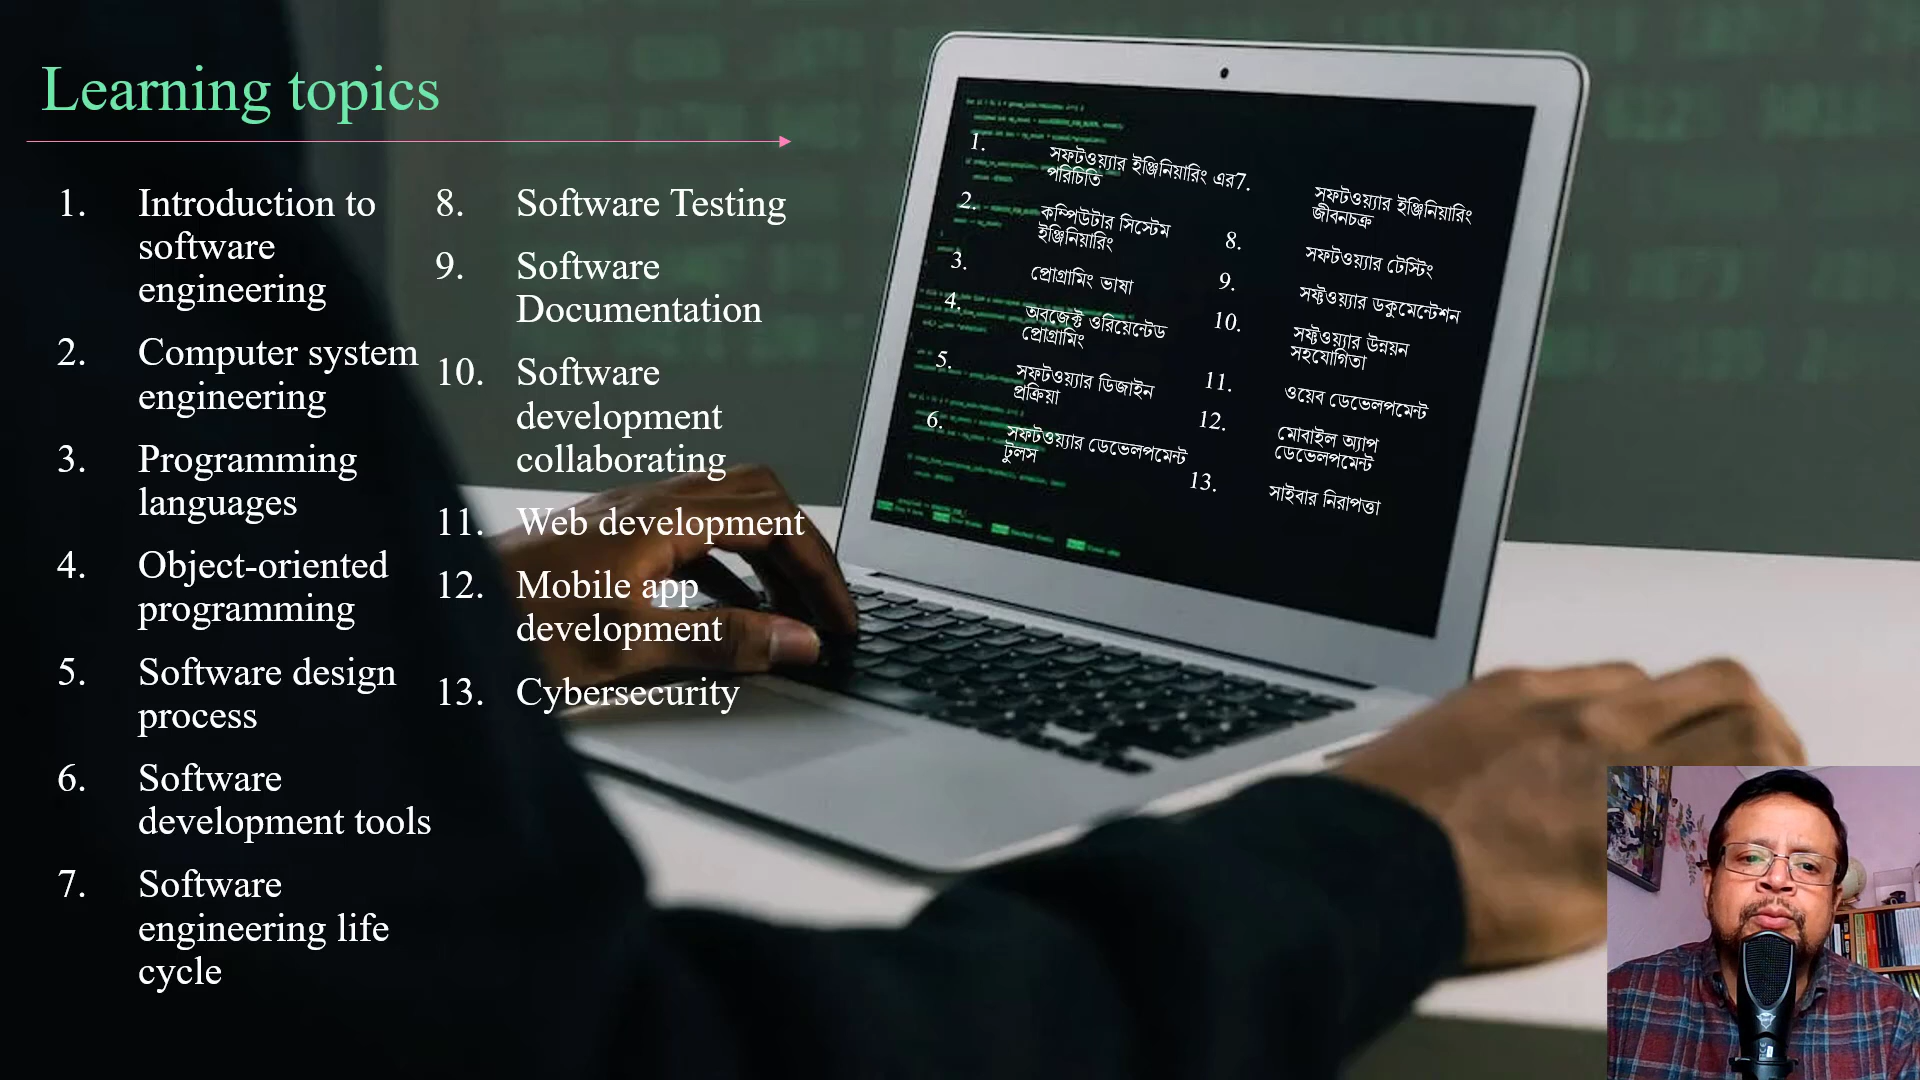 Learning topics
1. Introduction to
software
engineering
2. Computer system
engineering
3. Programming
languages
4. Object-oriented
programming
5. Software design
process
6. Software
development tools
7. Software
engineering life
cycle
8. Software Testing
9. Software
Documentation
10. Software
development
collaborating
11. Web development
12. Mobile app
development
13. Cybersecurity
1. সফটওয়্যার ইঞ্জিনিয়ারিং এর
পরিচিতি
2. কম্পিউটার সিস্টেম
ইঞ্জিনিয়ারিং
3. প্রোগ্রামিং ভাষা
4. অবজেক্ট ওরিয়েন্টেড
প্রোগ্রামিং
5. সফটওয়্যার ডিজাইন
প্রক্রিয়া
6. সফটওয়্যার ডেভেলপমেন্ট
টুলস
7. সফটওয়্যার ইঞ্জিনিয়ারিং
জীবনচক্র
8. সফটওয়্যার টেস্টিং
9. সফ্টওয়্যার ডকুমেন্টেশন
10. সফ্টওয়্যার উন্নয়ন
সহযোগিতা
11. ওয়েব ডেভেলপমেন্ট
12. মোবাইল অ্যাপ
ডেভেলপমেন্ট
13. সাইবার নিরাপত্তা